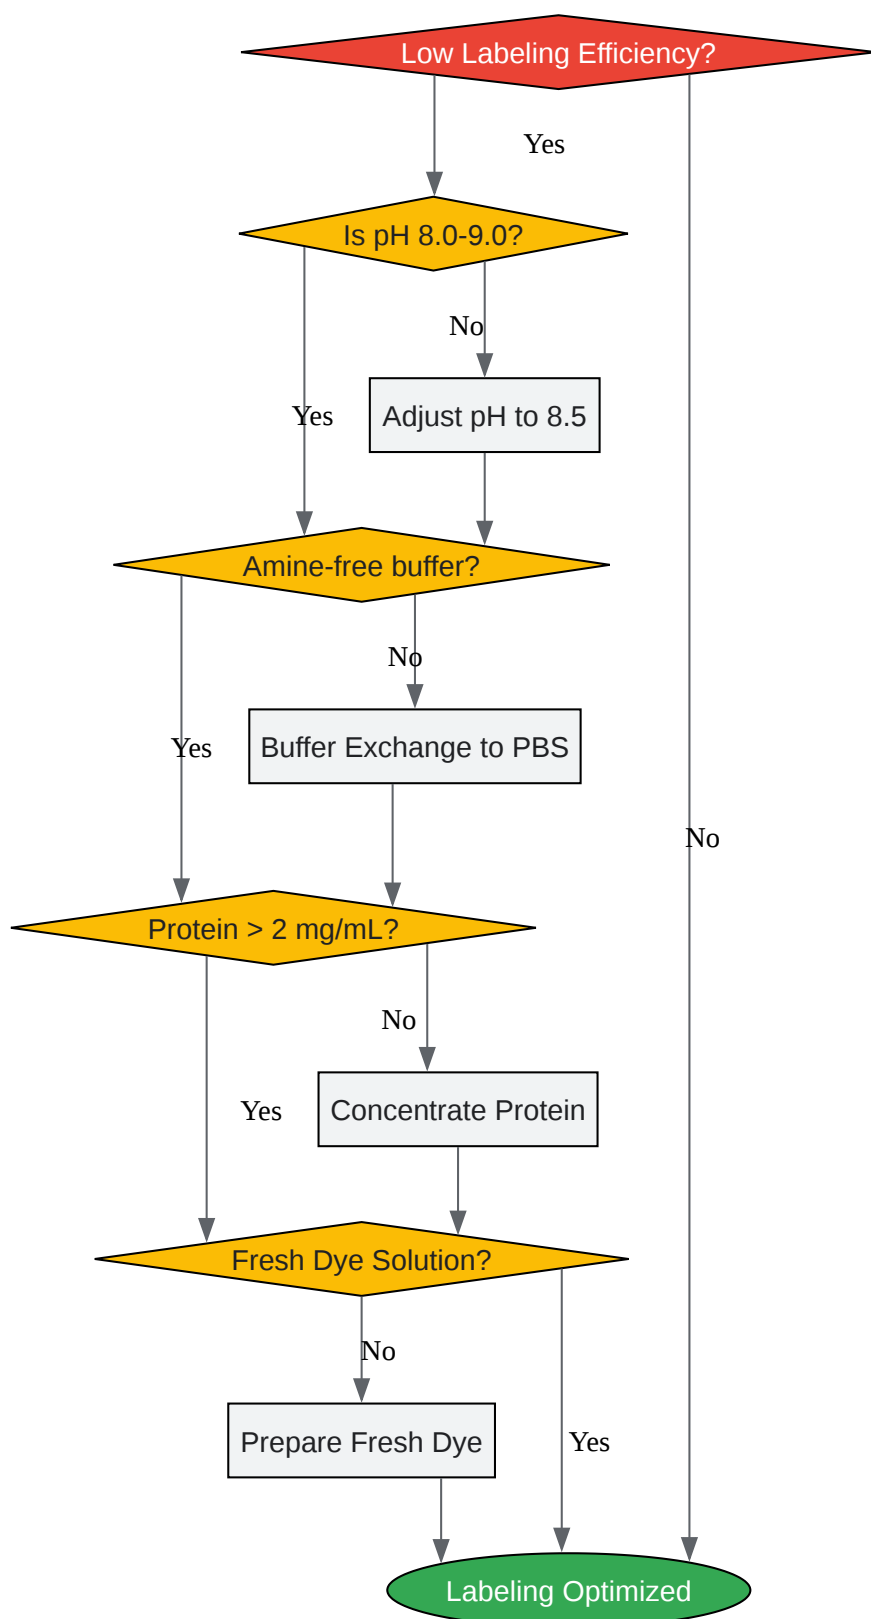 Low Labeling Efficiency?
Yes
Is pH 8.0-9.0?
No
Yes
Adjust pH to 8.5
Amine-free buffer?
No
Yes
Buffer Exchange to PBS
No
Protein > 2 mg/mL?
No
Yes
Concentrate Protein
Fresh Dye Solution?
No
Prepare Fresh Dye
Yes
Labeling Optimized